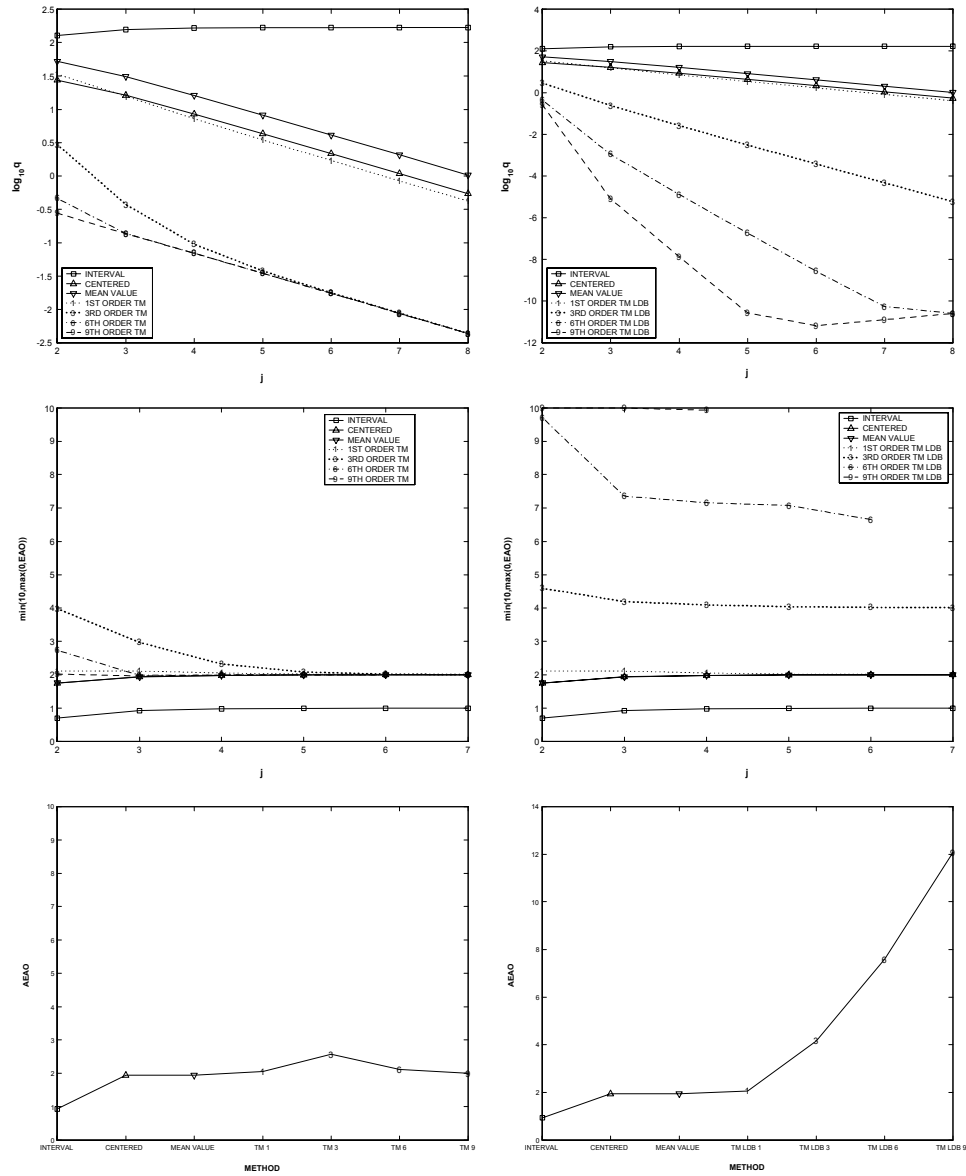 2.5
2
1.5
1
0.5
0
-0.5
-1
-1.5
-2
-2.5
log10 q
INTERVAL
CENTERED
MEAN VALUE
1ST ORDER TM
3RD ORDER TM
6TH ORDER TM
9TH ORDER TM
2 3 4 5 6 7 8
j
4
2
0
-2
-4
-6
-8
-10
-12
log10 q
INTERVAL
CENTERED
MEAN VALUE
1ST ORDER TM LDB
3RD ORDER TM LDB
6TH ORDER TM LDB
9TH ORDER TM LDB
2 3 4 5 6 7 8
j
10
9
8
7
6
5
4
3
2
1
0
min(10,max(0,EAO))
INTERVAL
CENTERED
MEAN VALUE
1ST ORDER TM
3RD ORDER TM
6TH ORDER TM
9TH ORDER TM
2 3 4 5 6 7
j
10
9
8
7
6
5
4
3
2
1
0
min(10,max(0,EAO))
INTERVAL
CENTERED
MEAN VALUE
1ST ORDER TM LDB
3RD ORDER TM LDB
6TH ORDER TM LDB
9TH ORDER TM LDB
2 3 4 5 6 7
j
10
9
8
7
6
5
4
3
2
1
0
AEAO
INTERVAL CENTERED MEAN VALUE TM 1 TM 3 TM 6 TM 9
METHOD
14
12
10
8
6
4
2
0
AEAO
INTERVAL CENTERED MEAN VALUE TM LDB 1 TM LDB 3 TM LDB 6 TM LDB 9
METHOD